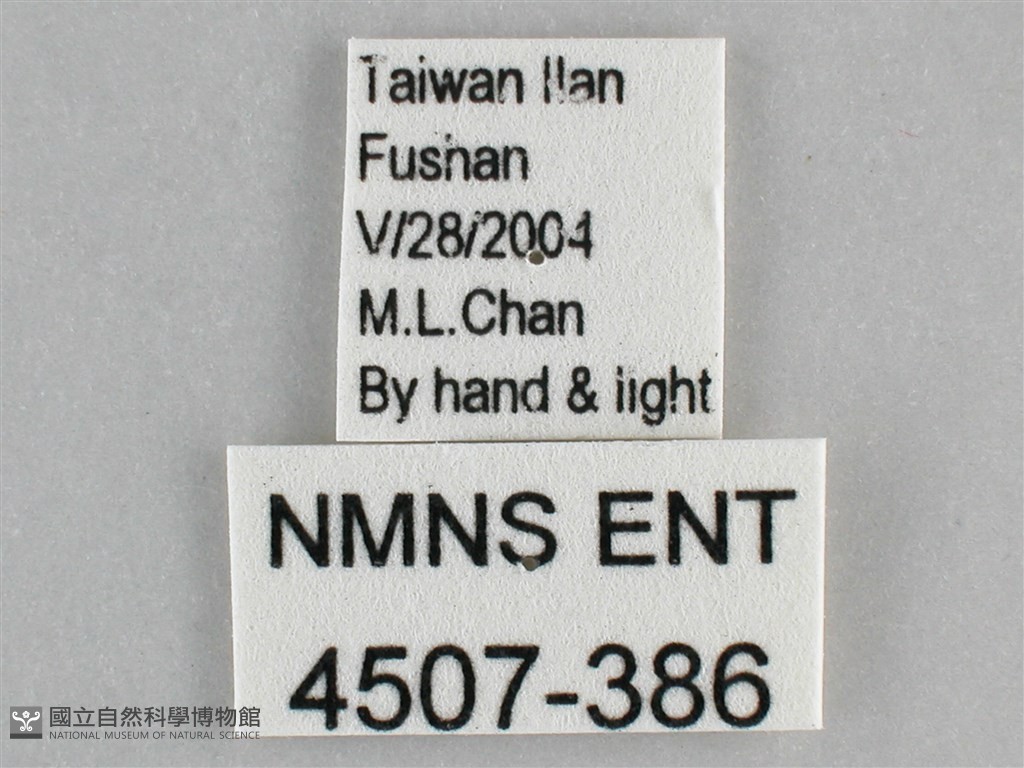 Taiwan Ilan
Fushan
V/28/2004
M.L.Chan
By hand & light
NMNS ENT
4507-386
國立自然科學博物館
NATIONAL MUSEUM OF NATURAL SCIENCE